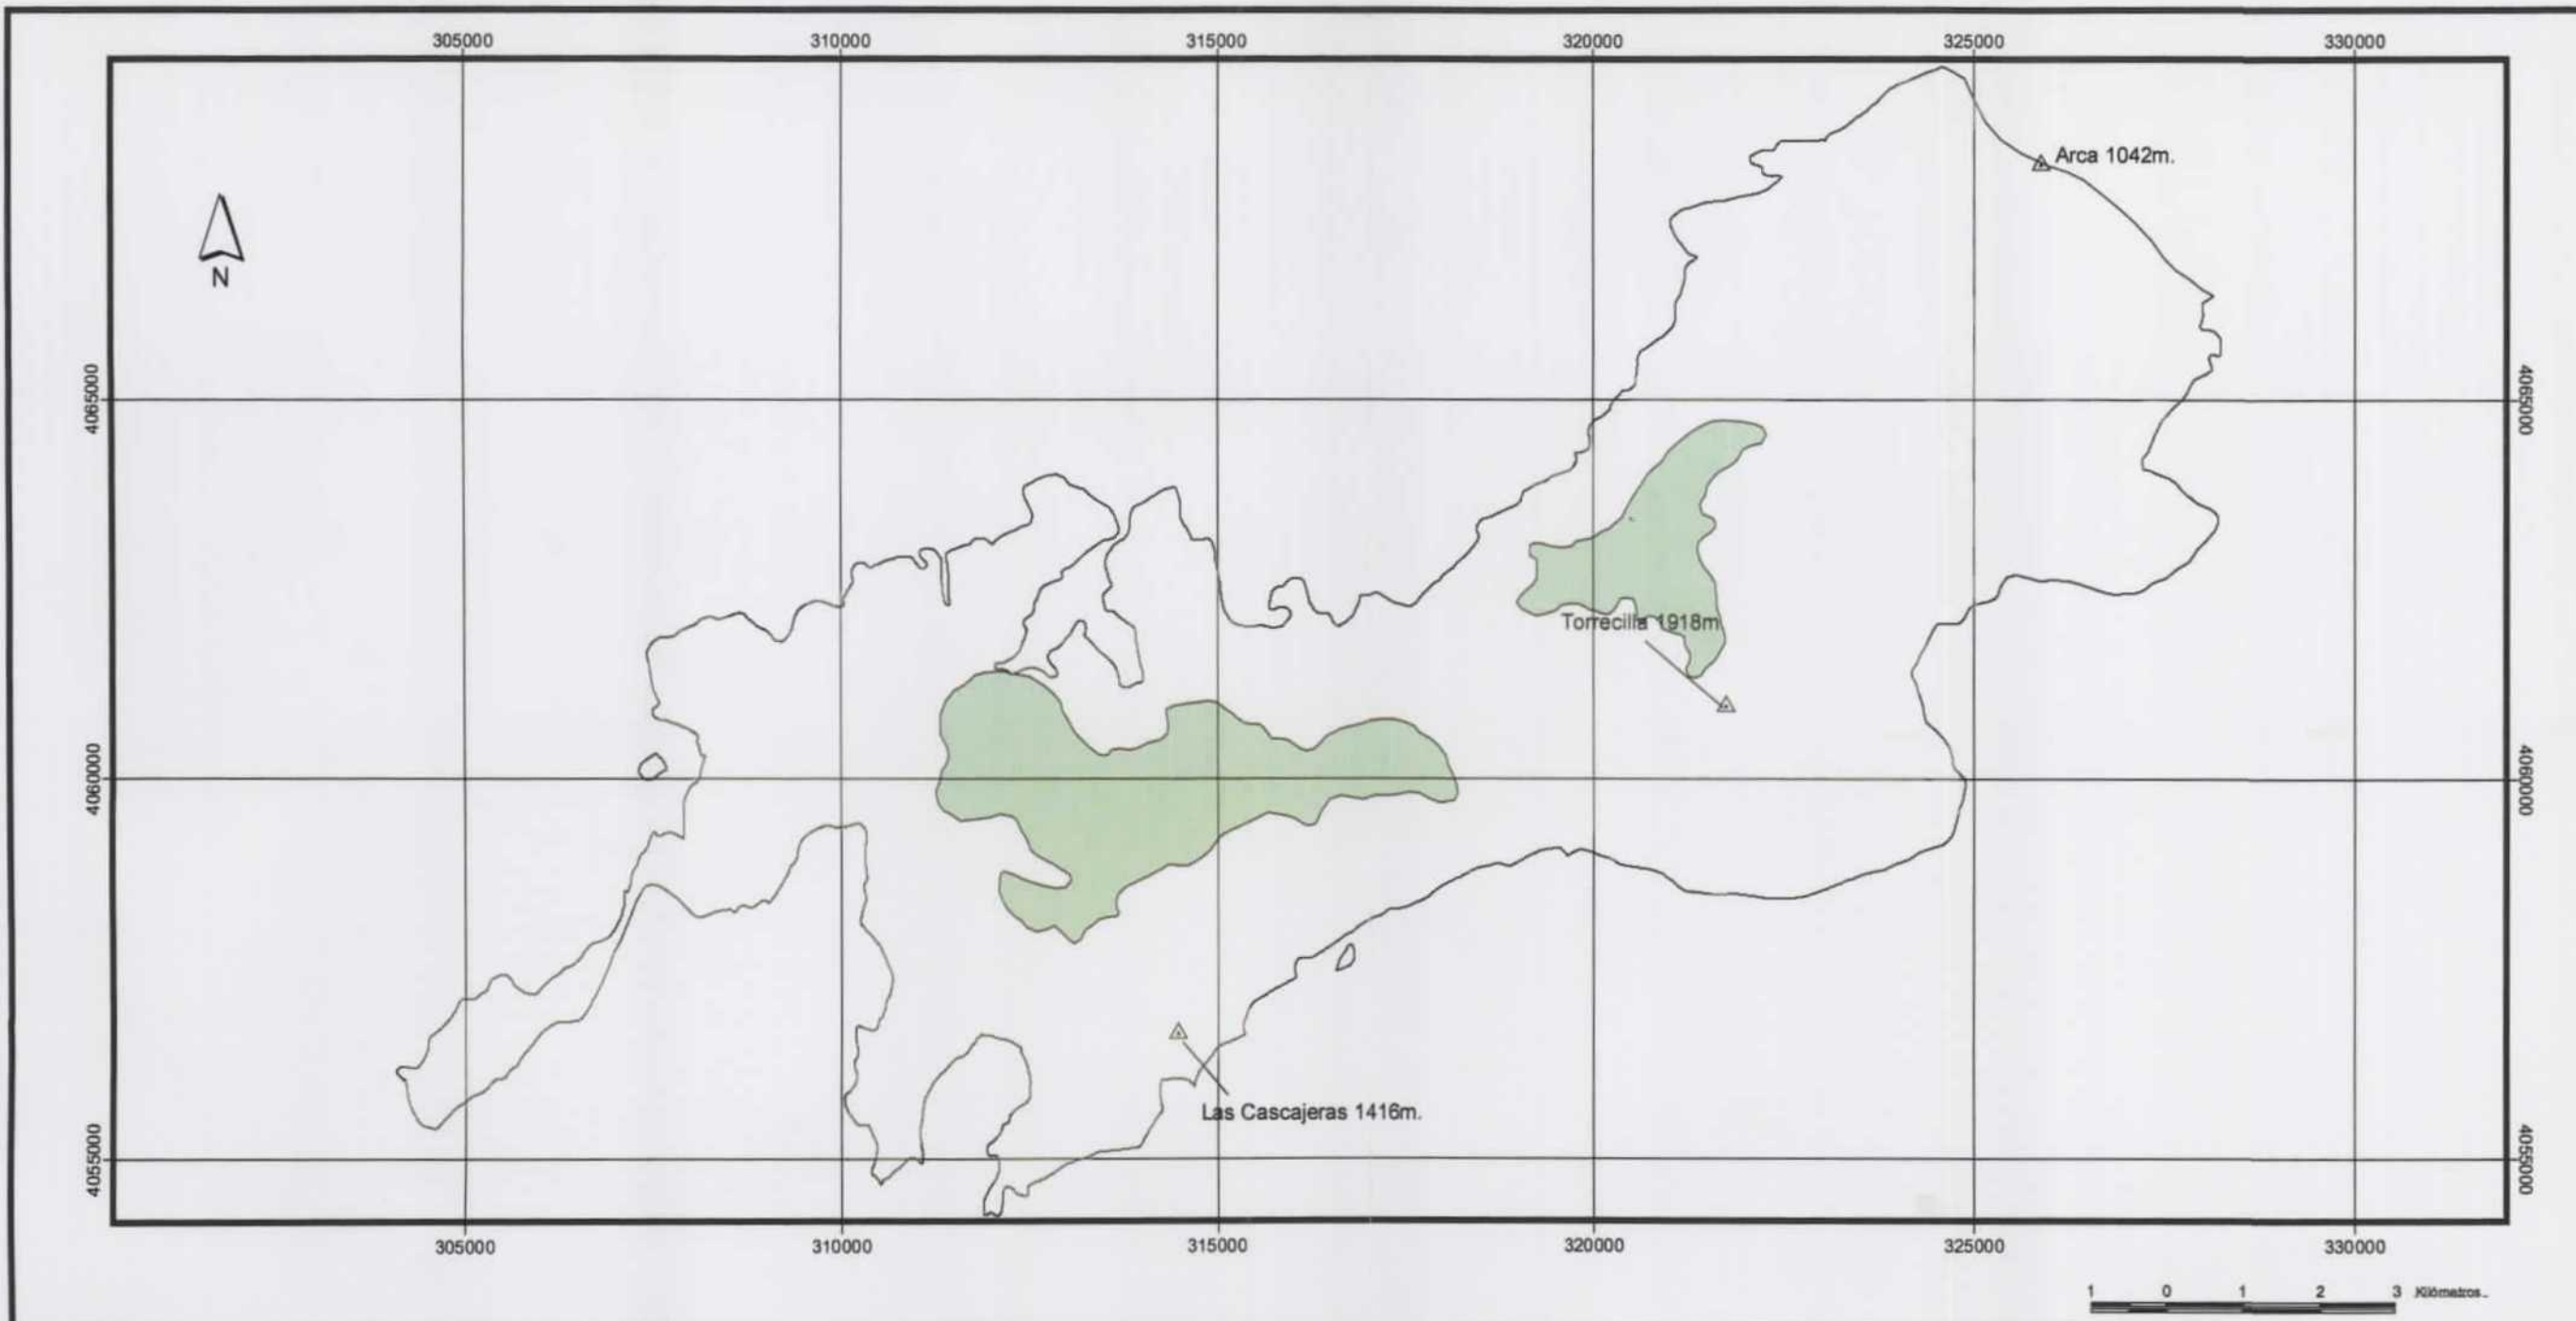 305000 310000 315000 320000 325000 330000
Arca 1042m.
N
4065000 4065000
Torrecilla 1918m
4060000 4060000
Las Cascajeras 1416m.
4055000 4055000
305000 310000 315000 320000 325000 330000
1 0 1 2 3 Kilómetros